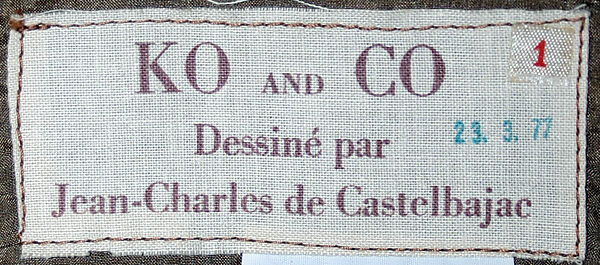 KO AND CO
1
23. 3. 77
Dessiné par
Jean-Charles de Castelbajac